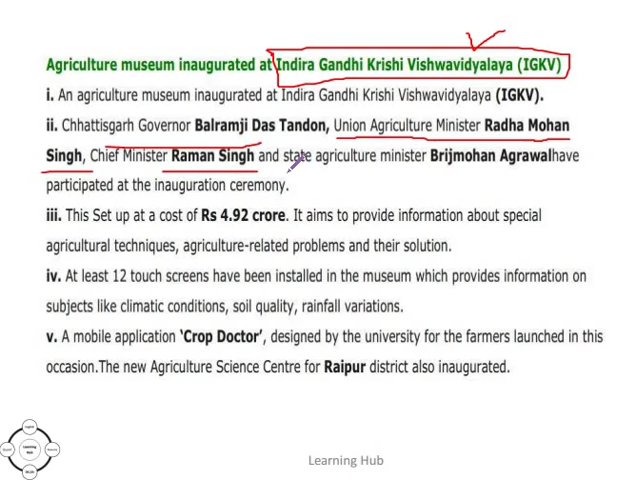 Agriculture museum inaugurated at Indira Gandhi Krishi Vishwavidyalaya (IGKV)
i. An agriculture museum inaugurated at Indira Gandhi Krishi Vishwavidyalaya (IGKV).
ii. Chhattisgarh Governor Balramji Das Tandon, Union Agriculture Minister Radha Mohan
Singh, Chief Minister Raman Singh and state agriculture minister Brijmohan Agrawalhave
participated at the inauguration ceremony.
iii. This Set up at a cost of Rs 4.92 crore. It aims to provide information about special
agricultural techniques, agriculture-related problems and their solution.
iv. At least 12 touch screens have been installed in the museum which provides information on
subjects like climatic conditions, soil quality, rainfall variations.
v. A mobile application ‘Crop Doctor’, designed by the university for the farmers launched in this
occasion.The new Agriculture Science Centre for Raipur district also inaugurated.
Learning
Hub
Learning Hub